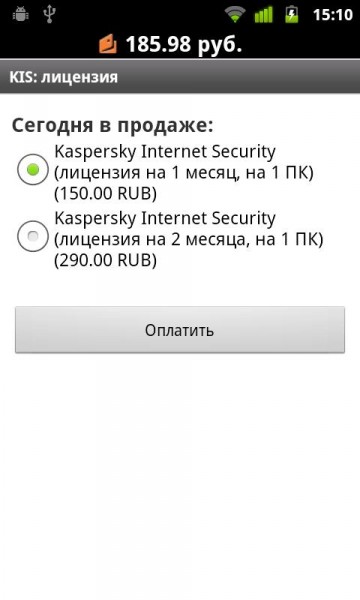 15:10
185.98 руб.
KIS: лицензия
Сегодня в продаже:
Kaspersky Internet Security
(лицензия на 1 месяц, на 1 ПК)
(150.00 RUB)
Kaspersky Internet Security
(лицензия на 2 месяца, на 1 ПК)
(290.00 RUB)
Оплатить